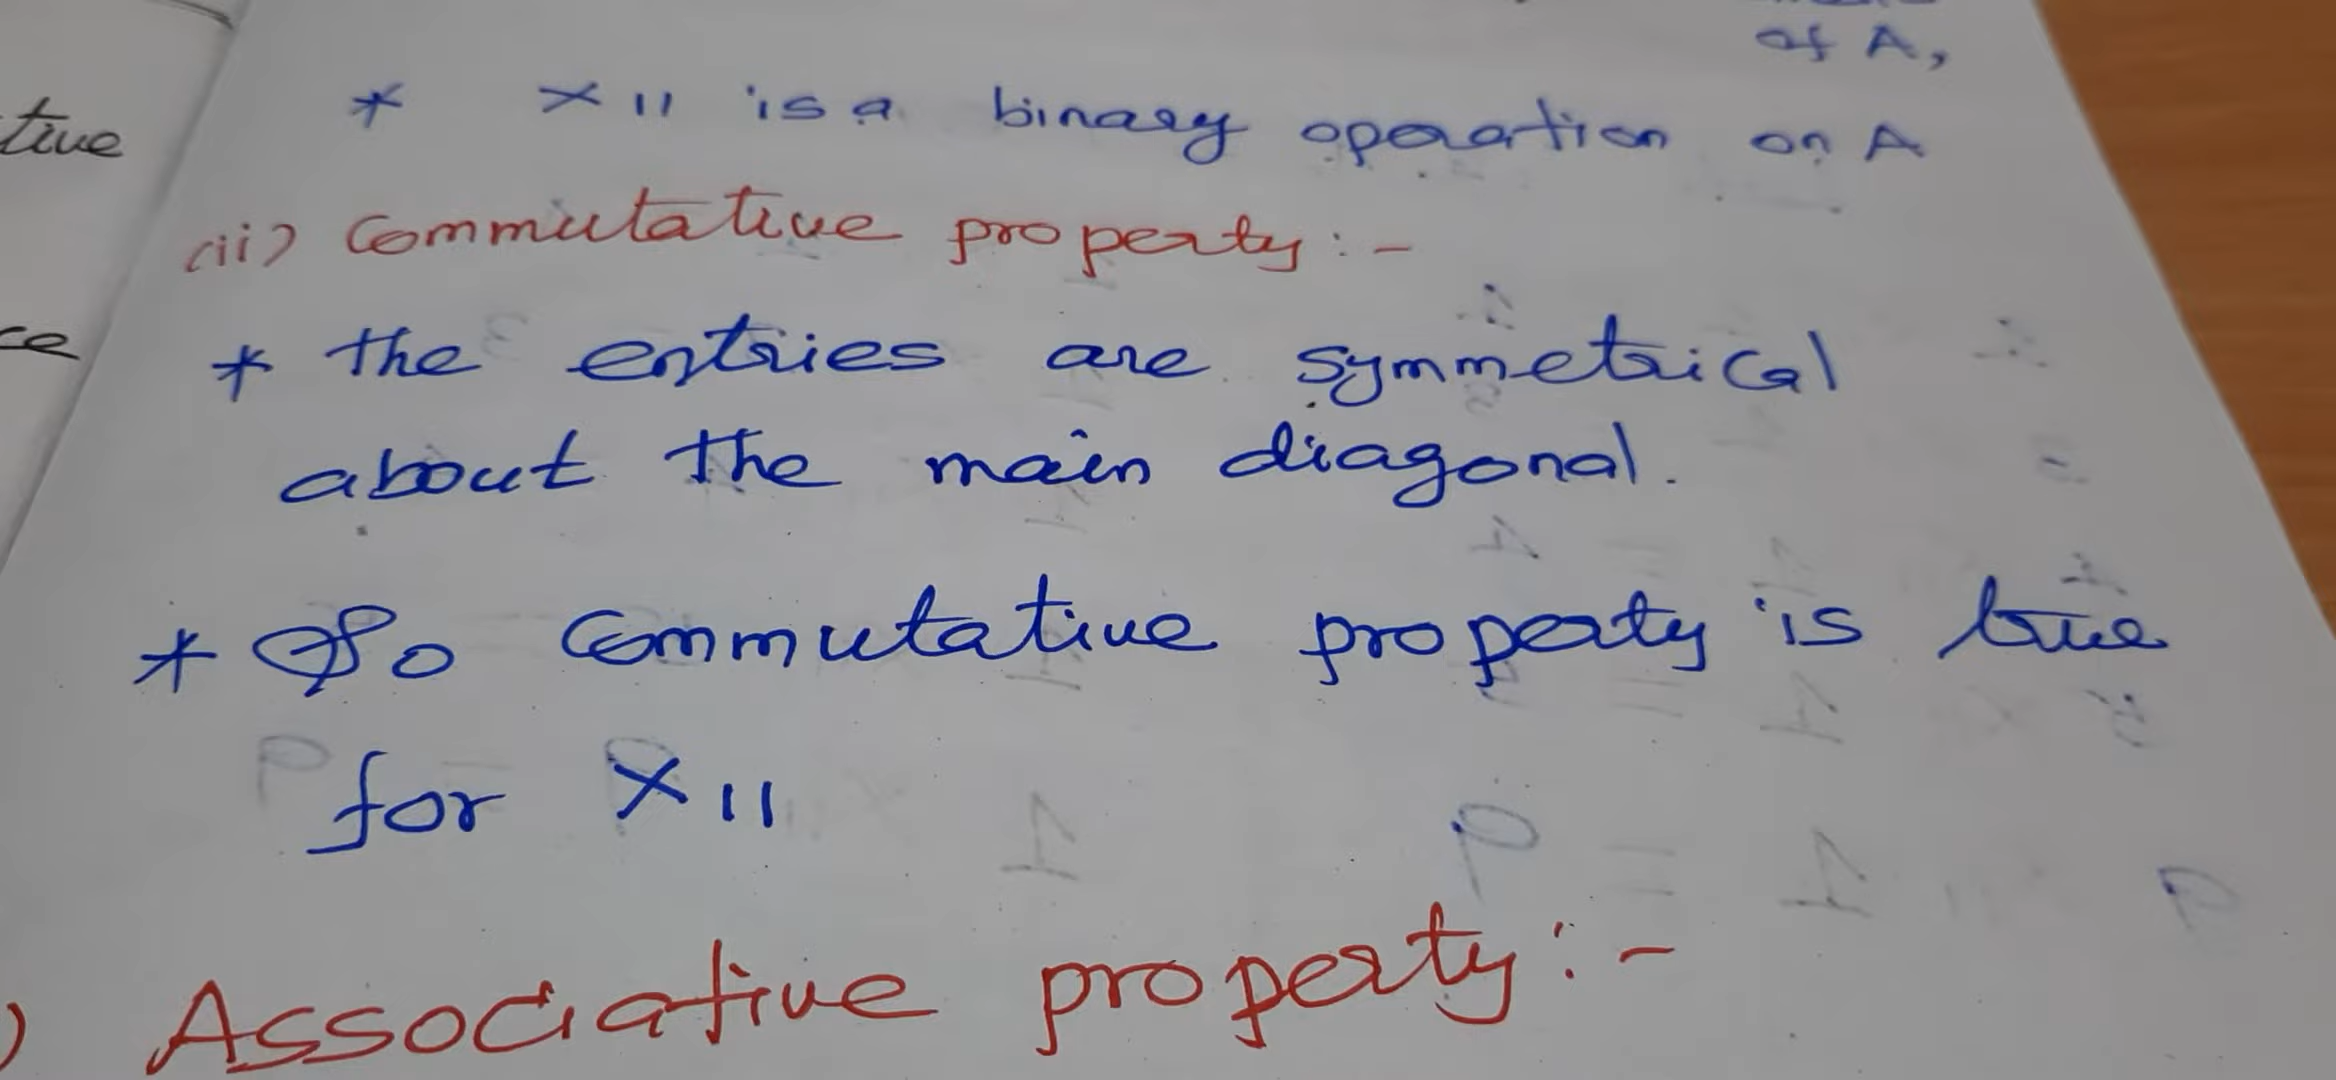 of A,
* ×11 is a binary operation on A
(ii) Commutative property:-
* the entries are symmetrical
about the main diagonal.
* So Commutative property is true
for ×11
) Associative property:-
tive
ce